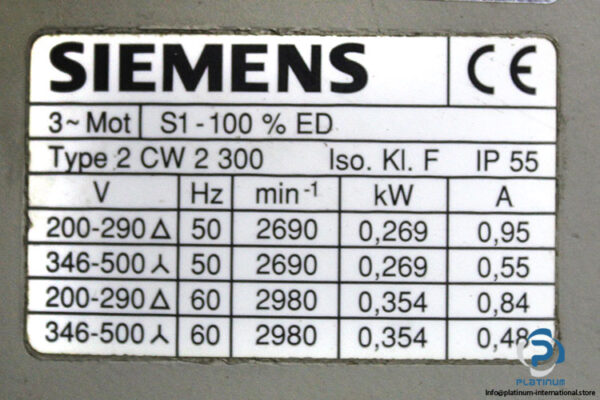 SIEMENS CE
3~ Mot S1 - 100 % ED
Type 2 CW 2 300 Iso. Kl. F IP 55
V Hz min⁻¹ kW A
200-290 Δ 50 2690 0,269 0,95
346-500 ⅄ 50 2690 0,269 0,55
200-290 Δ 60 2980 0,354 0,84
346-500 ⅄ 60 2980 0,354 0,48
PLATINUM
Info@platinum-international.store